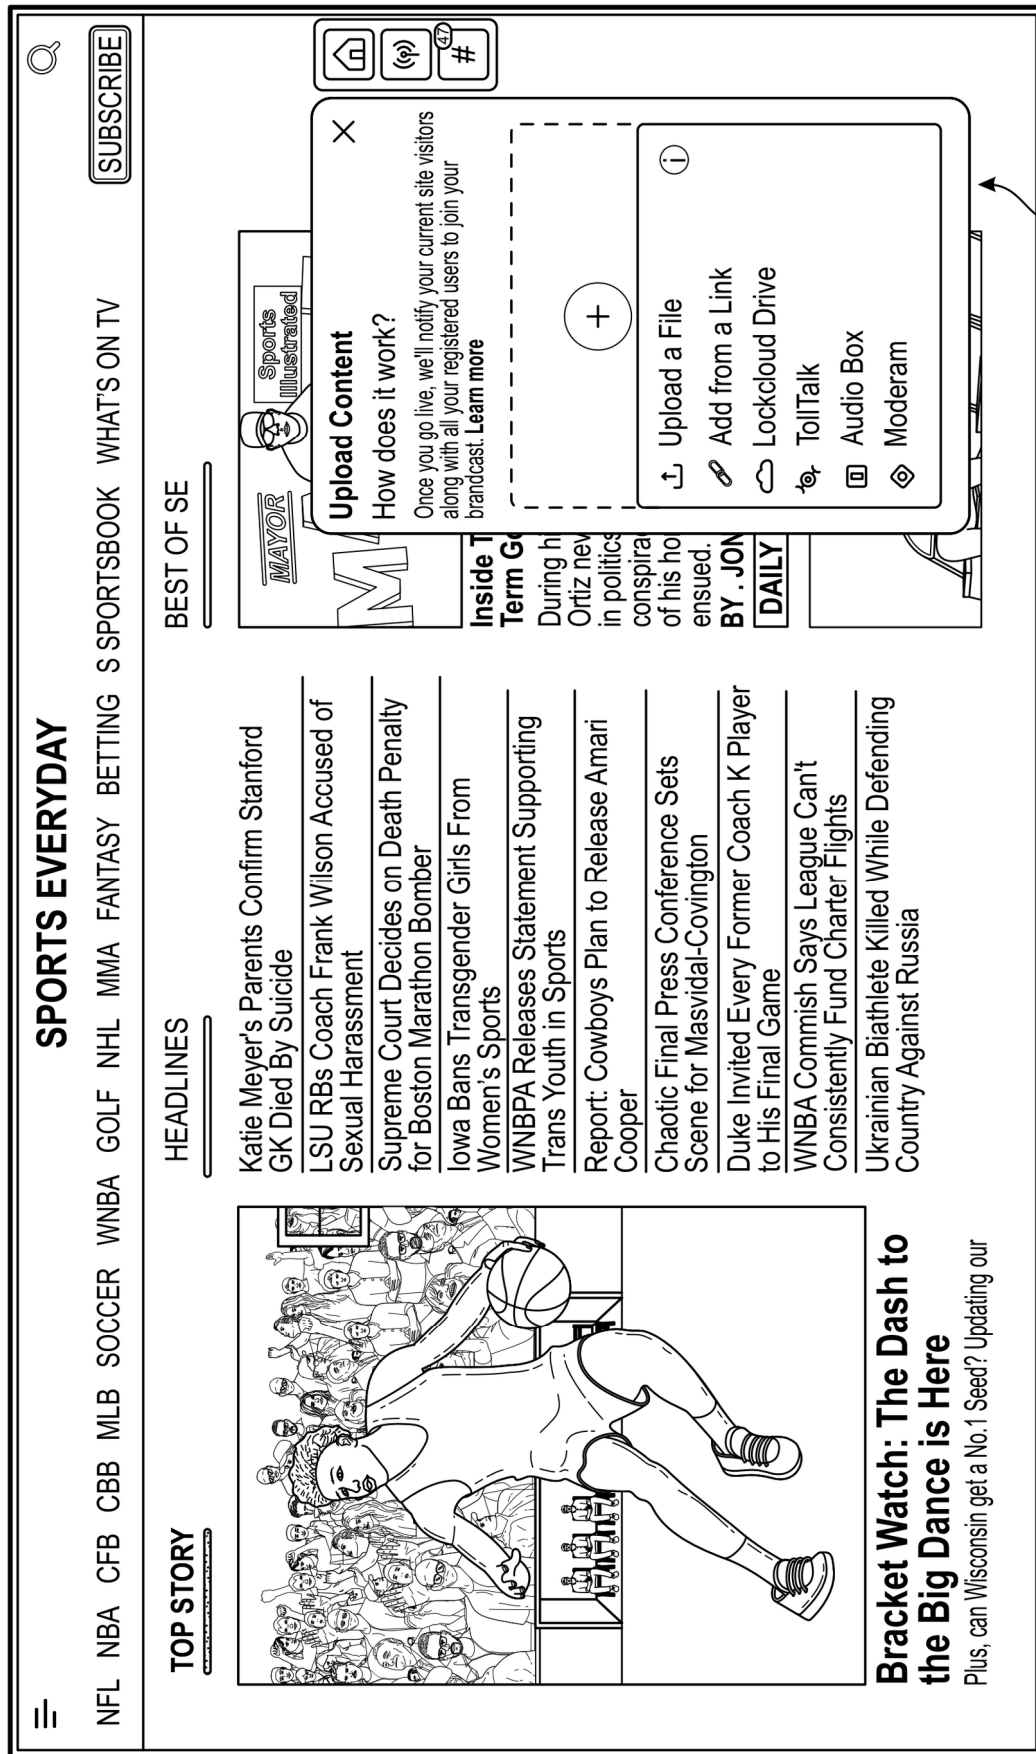 SPORTS EVERYDAY
SUBSCRIBE
NFL NBA CFB CBB MLB SOCCER WNBA GOLF NHL MMA FANTASY BETTING S SPORTSBOOK WHAT'S ON TV
TOP STORY
Bracket Watch: The Dash to
the Big Dance is Here
Plus, can Wisconsin get a No.1 Seed? Updating our
HEADLINES
Katie Meyer's Parents Confirm Stanford
GK Died By Suicide
LSU RBs Coach Frank Wilson Accused of
Sexual Harassment
Supreme Court Decides on Death Penalty
for Boston Marathon Bomber
Iowa Bans Transgender Girls From
Women's Sports
WNBPA Releases Statement Supporting
Trans Youth in Sports
Report: Cowboys Plan to Release Amari
Cooper
Chaotic Final Press Conference Sets
Scene for Masvidal-Covington
Duke Invited Every Former Coach K Player
to His Final Game
WNBA Commish Says League Can't
Consistently Fund Charter Flights
Ukrainian Biathlete Killed While Defending
Country Against Russia
BEST OF SE
MAYOR
M
Sports
Illustrated
Inside T
Term Go
During hi
Ortiz nev
in politics
conspirac
of his ho
ensued.
BY . JON
DAILY
Upload Content
How does it work?
Once you go live, we'll notify your current site visitors
along with all your registered users to join your
brandcast. Learn more
+
Upload a File
Add from a Link
Lockcloud Drive
TollTalk
Audio Box
Moderam
i
47
#